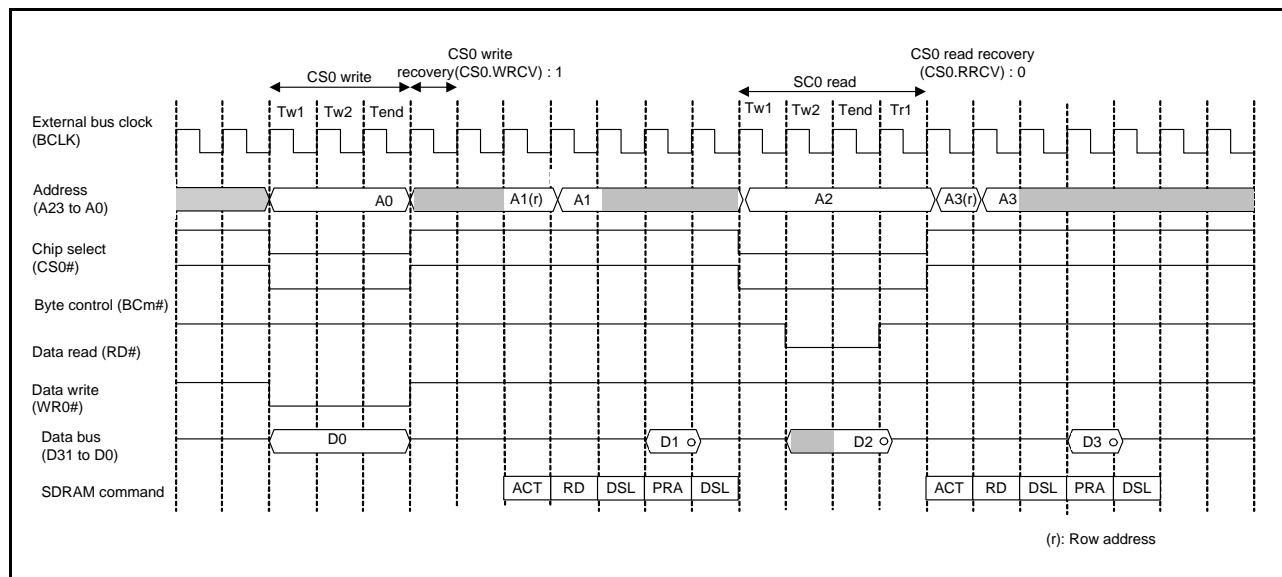 CS0 write
recovery(CS0.WRCV) : 1
CS0 read recovery
(CS0.RRCV) : 0
CS0 write
SC0 read
Tw1 Tw2 Tend
Tw1 Tw2 Tend Tr1
External bus clock
(BCLK)
Address
(A23 to A0)
A0 A1(r) A1 A2 A3(r) A3
Chip select
(CS0#)
Byte control (BCm#)
Data read (RD#)
Data write
(WR0#)
Data bus
(D31 to D0)
D0 D1 D2 D3
SDRAM command
ACT RD DSL PRA DSL
ACT RD DSL PRA DSL
(r): Row address